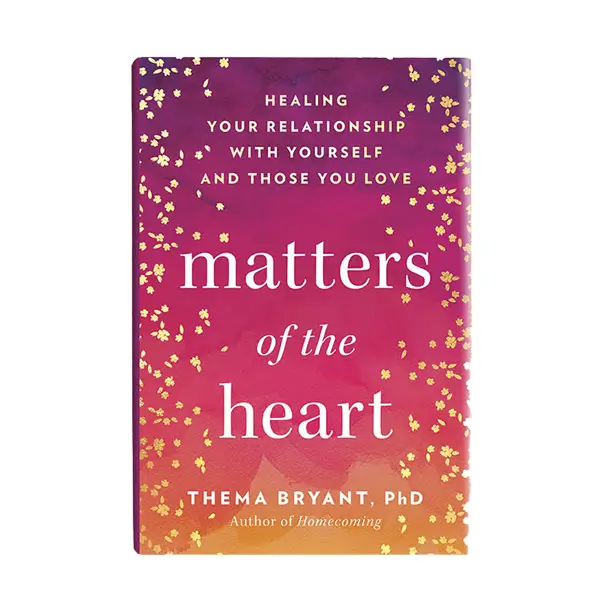 HEALING
YOUR RELATIONSHIP
WITH YOURSELF
AND THOSE YOU LOVE
matters
of the
heart
THEMA BRYANT, PhD
Author of Homecoming